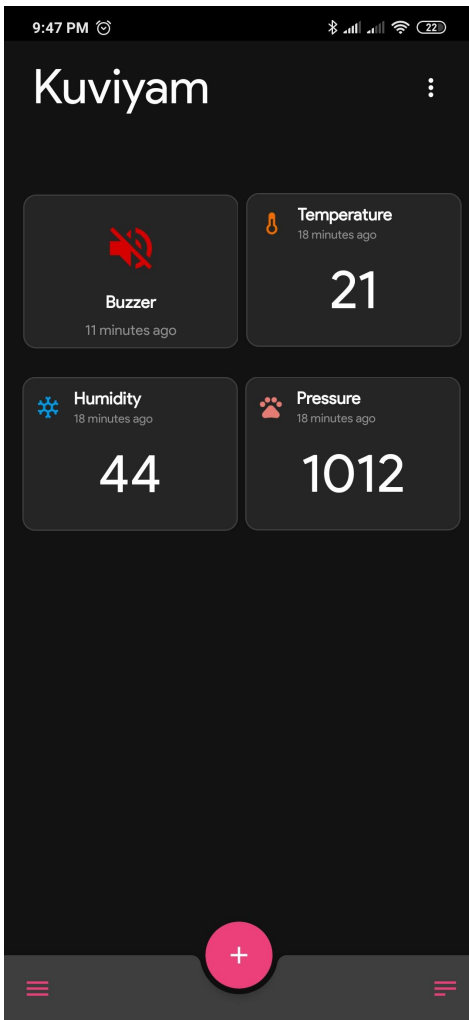 9:47 PM
22
Kuviyam
Buzzer
11 minutes ago
Temperature
18 minutes ago
21
Humidity
18 minutes ago
44
Pressure
18 minutes ago
1012
+